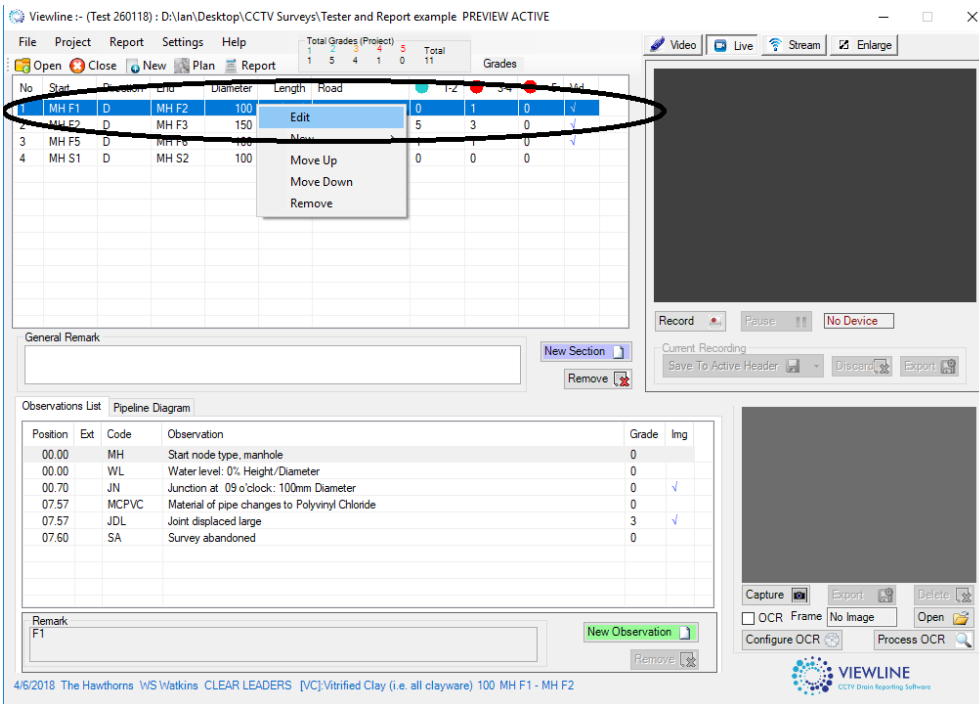 Viewline :- (Test 260118) : D:\Ian\Desktop\CCTV Surveys\Tester and Report example PREVIEW ACTIVE
File Project Report Settings Help
Total Grades (Project)
1 2 3 4 5 Total
1 5 4 1 0 11
Grades
Open Close New Plan Report
Video Live Stream Enlarge
No Start Direction End Diameter Length Road 1-2 3-4 5 Vid
1 MH F1 D MH F2 100 0 1 0 √
2 MH F2 D MH F3 150 5 3 0 √
3 MH F5 D MH F6 100 1 0 √
4 MH S1 D MH S2 100 0 0 0
Edit
New
Move Up
Move Down
Remove
Record Pause No Device
Current Recording
Save To Active Header Discard Export
General Remark
New Section
Remove
Observations List Pipeline Diagram
Position Ext Code Observation Grade Img
00.00 MH Start node type, manhole 0
00.00 WL Water level: 0% Height/Diameter 0
00.70 JN Junction at 09 o'clock: 100mm Diameter 0 √
07.57 MCPVC Material of pipe changes to Polyvinyl Chloride 0
07.57 JDL Joint displaced large 3 √
07.60 SA Survey abandoned 0
Capture Export Delete
OCR Frame No Image Open
Configure OCR Process OCR
Remark
F1
New Observation
Remove
VIEWLINE
CCTV Drain Reporting Software
4/6/2018 The Hawthorns WS Watkins CLEAR LEADERS [VC]:Vitrified Clay (i.e. all clayware) 100 MH F1 - MH F2